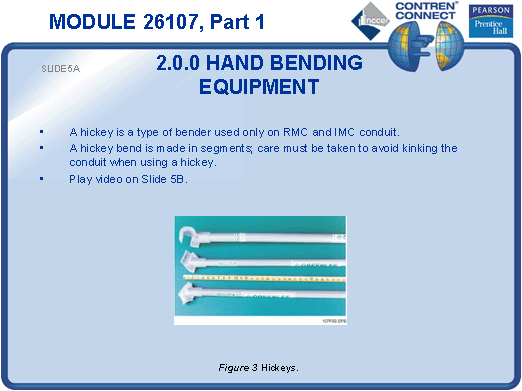 MODULE 26107, Part 1
nccer
CONTREN®
CONNECT
PEARSON
Prentice
Hall
SLIDE 5A
2.0.0 HAND BENDING
EQUIPMENT
• A hickey is a type of bender used only on RMC and IMC conduit.
• A hickey bend is made in segments; care must be taken to avoid kinking the
conduit when using a hickey.
• Play video on Slide 5B.
GREENLEE
GREENLEE
Figure 3 Hickeys.